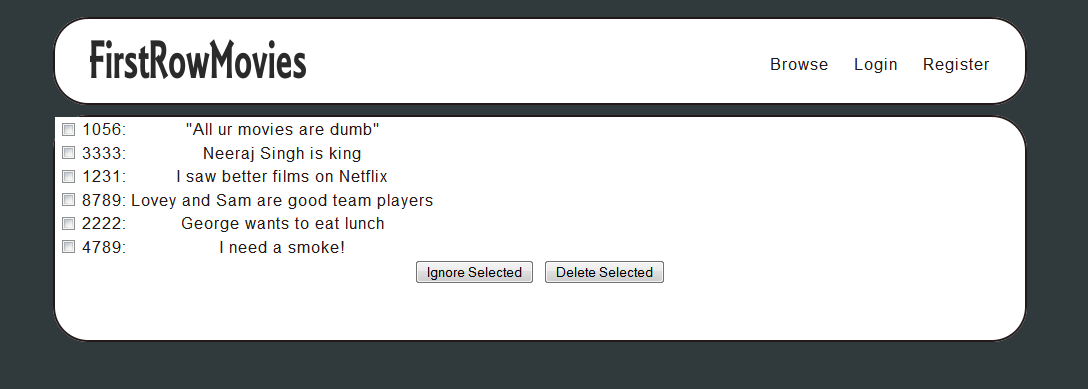 FirstRowMovies
Browse Login Register
1056: "All ur movies are dumb"
3333: Neeraj Singh is king
1231: I saw better films on Netflix
8789: Lovey and Sam are good team players
2222: George wants to eat lunch
4789: I need a smoke!
Ignore Selected Delete Selected